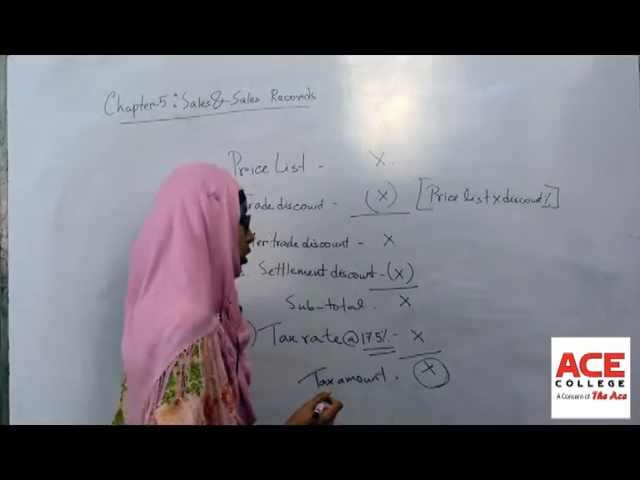 Chapter-5: Sales & Sales Records
Price List - X.
Trade discount - (X) [Price list x discount %]
ter trade discount - X
s. Settlement discount - (X)
Sub-total. X
) Tax rate @ 17.5% - X
Tax amount. X
ACE
COLLEGE
A Concern of The Ace